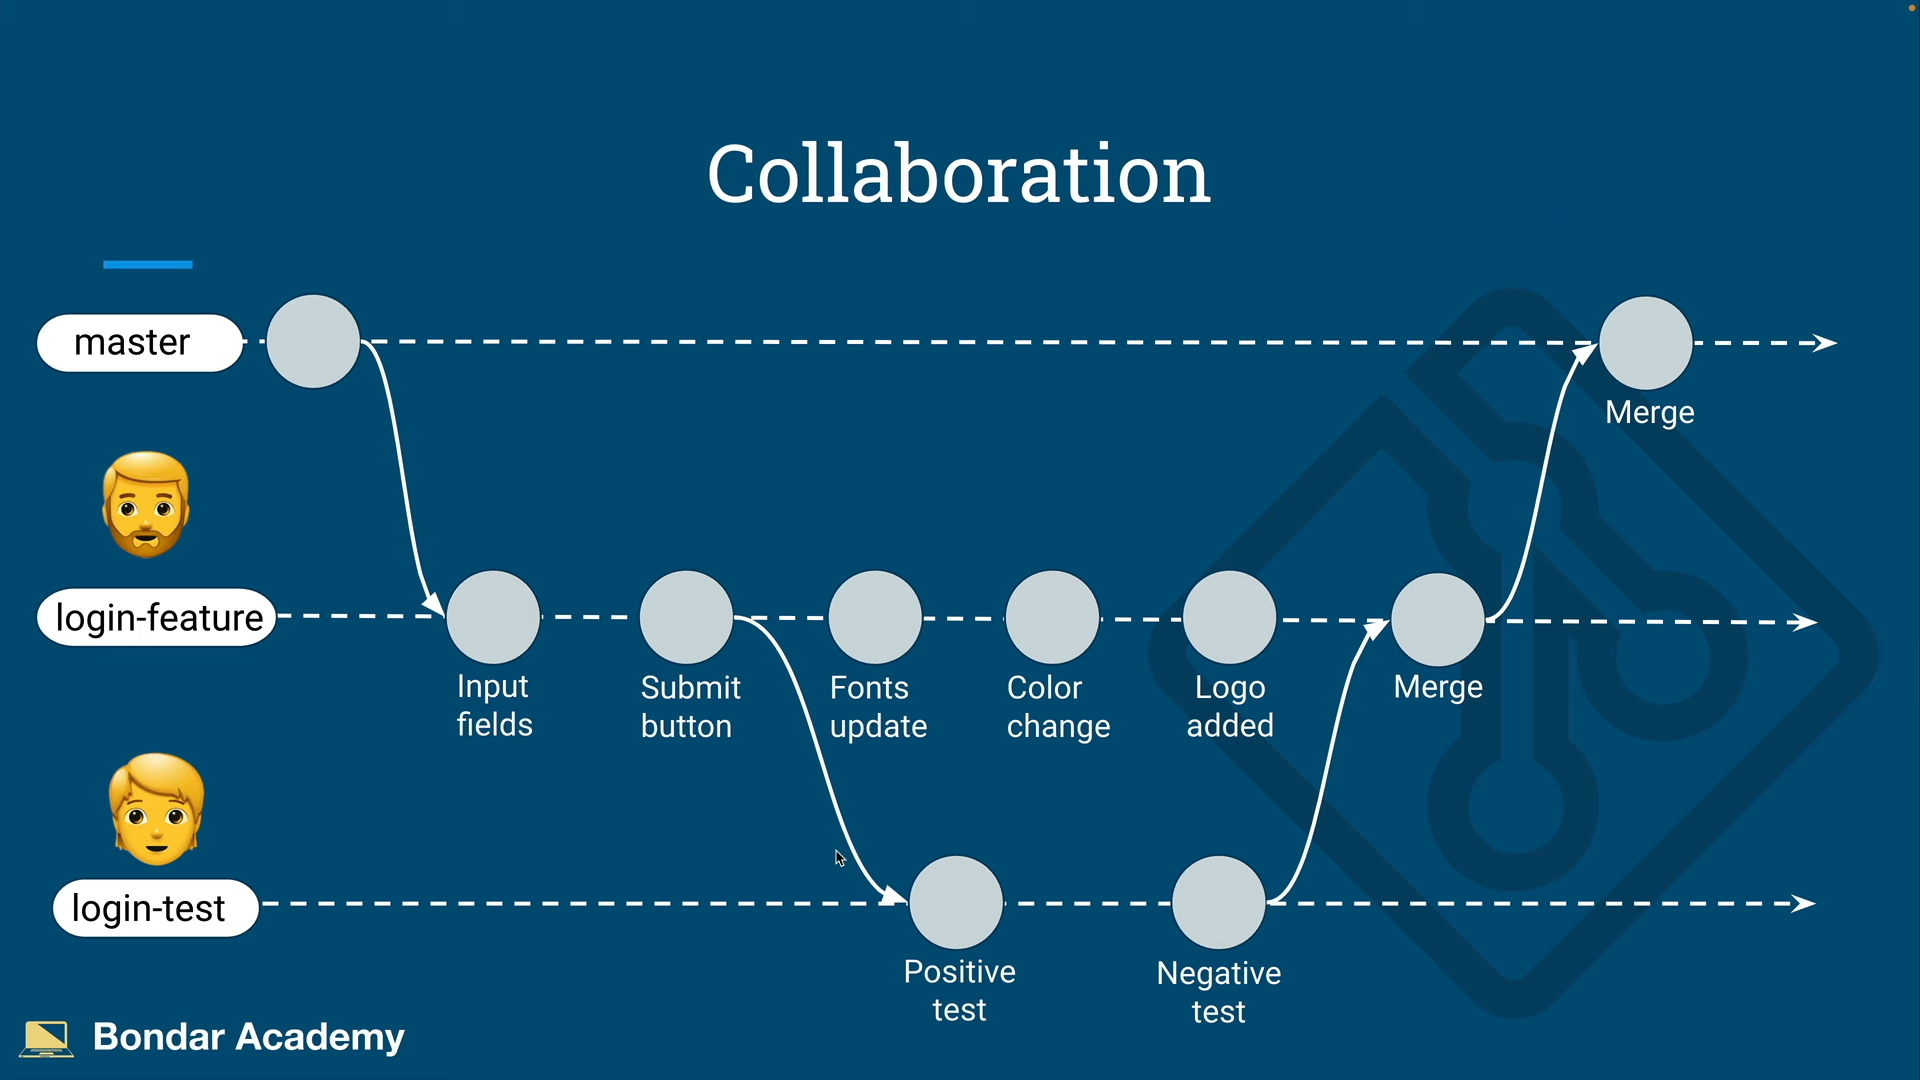 Collaboration
master
Merge
login-feature
Input
fields
Submit
button
Fonts
update
Color
change
Logo
added
Merge
login-test
Positive
test
Negative
test
Bondar Academy